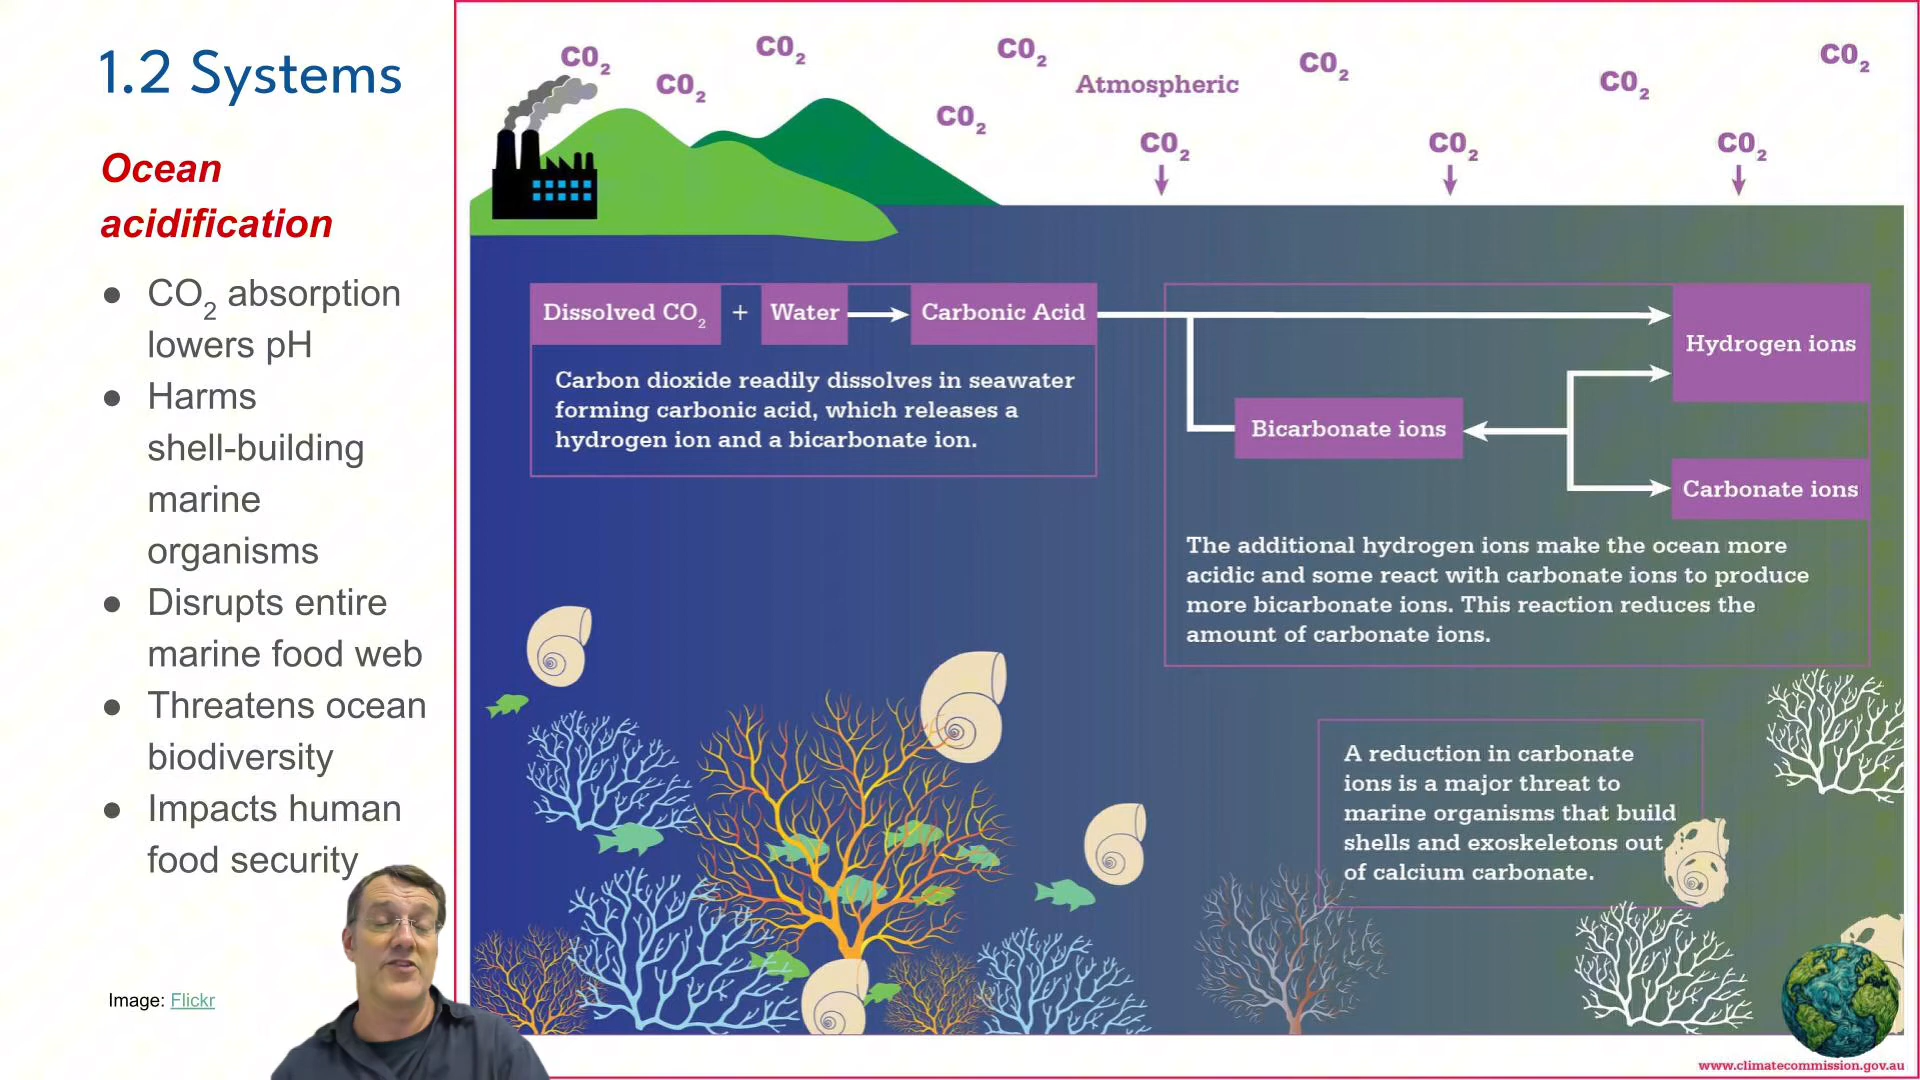 1.2 Systems
Ocean
acidification
● CO2 absorption
lowers pH
● Harms
shell-building
marine
organisms
● Disrupts entire
marine food web
● Threatens ocean
biodiversity
● Impacts human
food security
Image: Flickr
CO2
CO2
CO2
CO2
CO2
CO2
CO2
CO2
Atmospheric
CO2
CO2
CO2
Dissolved CO2 + Water Carbonic Acid
Carbon dioxide readily dissolves in seawater
forming carbonic acid, which releases a
hydrogen ion and a bicarbonate ion.
Hydrogen ions
Bicarbonate ions
Carbonate ions
The additional hydrogen ions make the ocean more
acidic and some react with carbonate ions to produce
more bicarbonate ions. This reaction reduces the
amount of carbonate ions.
A reduction in carbonate
ions is a major threat to
marine organisms that build
shells and exoskeletons out
of calcium carbonate.
www.climatecommission.gov.au